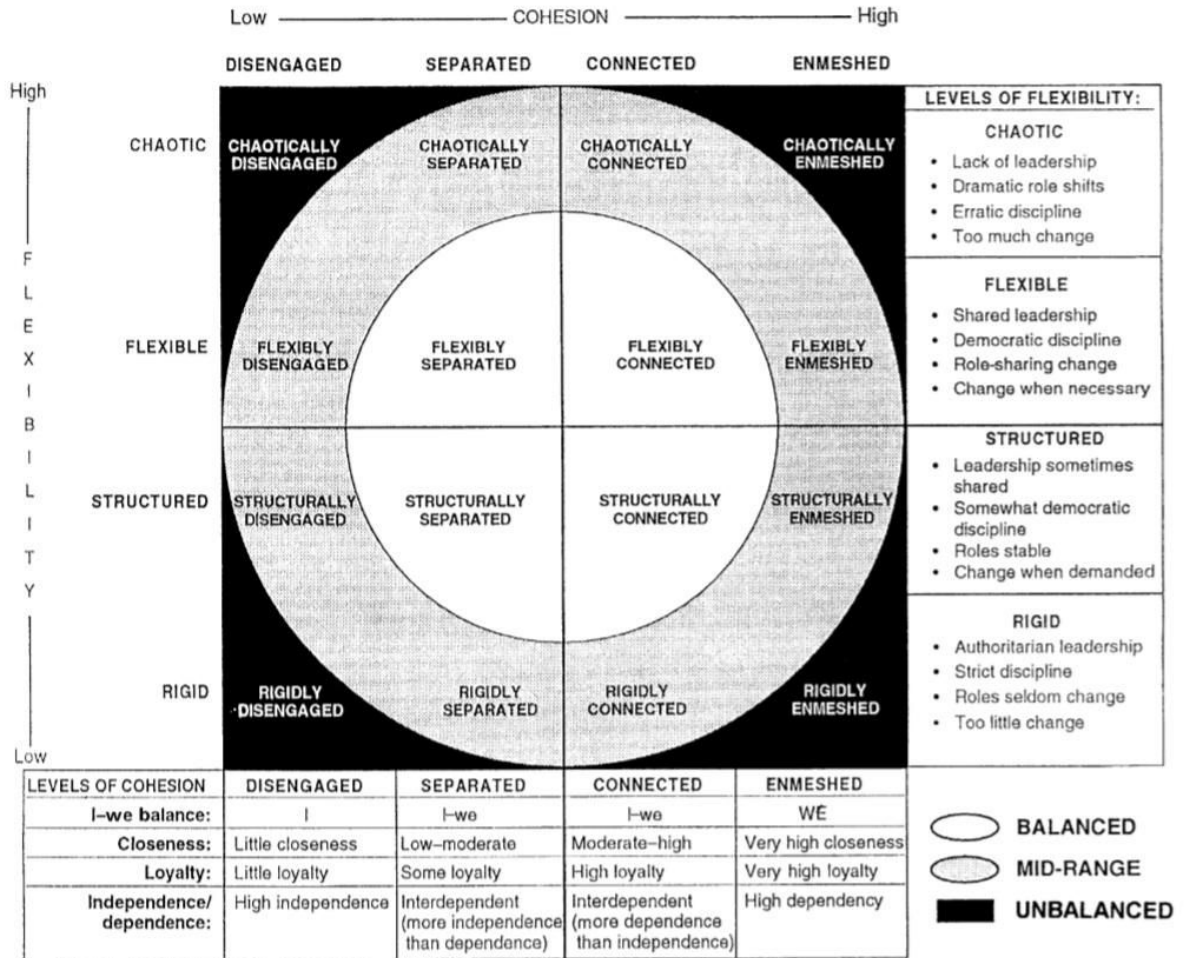 Low COHESION High
DISENGAGED SEPARATED CONNECTED ENMESHED
High
FLEXIBILITY
Low
CHAOTIC
CHAOTICALLY
DISENGAGED
CHAOTICALLY
SEPARATED
CHAOTICALLY
CONNECTED
CHAOTICALLY
ENMESHED
FLEXIBLE
FLEXIBLY
DISENGAGED
FLEXIBLY
SEPARATED
FLEXIBLY
CONNECTED
FLEXIBLY
ENMESHED
STRUCTURED
STRUCTURALLY
DISENGAGED
STRUCTURALLY
SEPARATED
STRUCTURALLY
CONNECTED
STRUCTURALLY
ENMESHED
RIGID
RIGIDLY
DISENGAGED
RIGIDLY
SEPARATED
RIGIDLY
CONNECTED
RIGIDLY
ENMESHED
LEVELS OF FLEXIBILITY:
CHAOTIC
• Lack of leadership
• Dramatic role shifts
• Erratic discipline
• Too much change
FLEXIBLE
• Shared leadership
• Democratic discipline
• Role-sharing change
• Change when necessary
STRUCTURED
• Leadership sometimes
shared
• Somewhat democratic
discipline
• Roles stable
• Change when demanded
RIGID
• Authoritarian leadership
• Strict discipline
• Roles seldom change
• Too little change
LEVELS OF COHESION DISENGAGED SEPARATED CONNECTED ENMESHED
I–we balance: I I–we I–we WE
Closeness: Little closeness Low–moderate Moderate–high Very high closeness
Loyalty: Little loyalty Some loyalty High loyalty Very high loyalty
Independence/
dependence:
High independence
Interdependent
(more independence
than dependence)
Interdependent
(more dependence
than independence)
High dependency
BALANCED
MID-RANGE
UNBALANCED